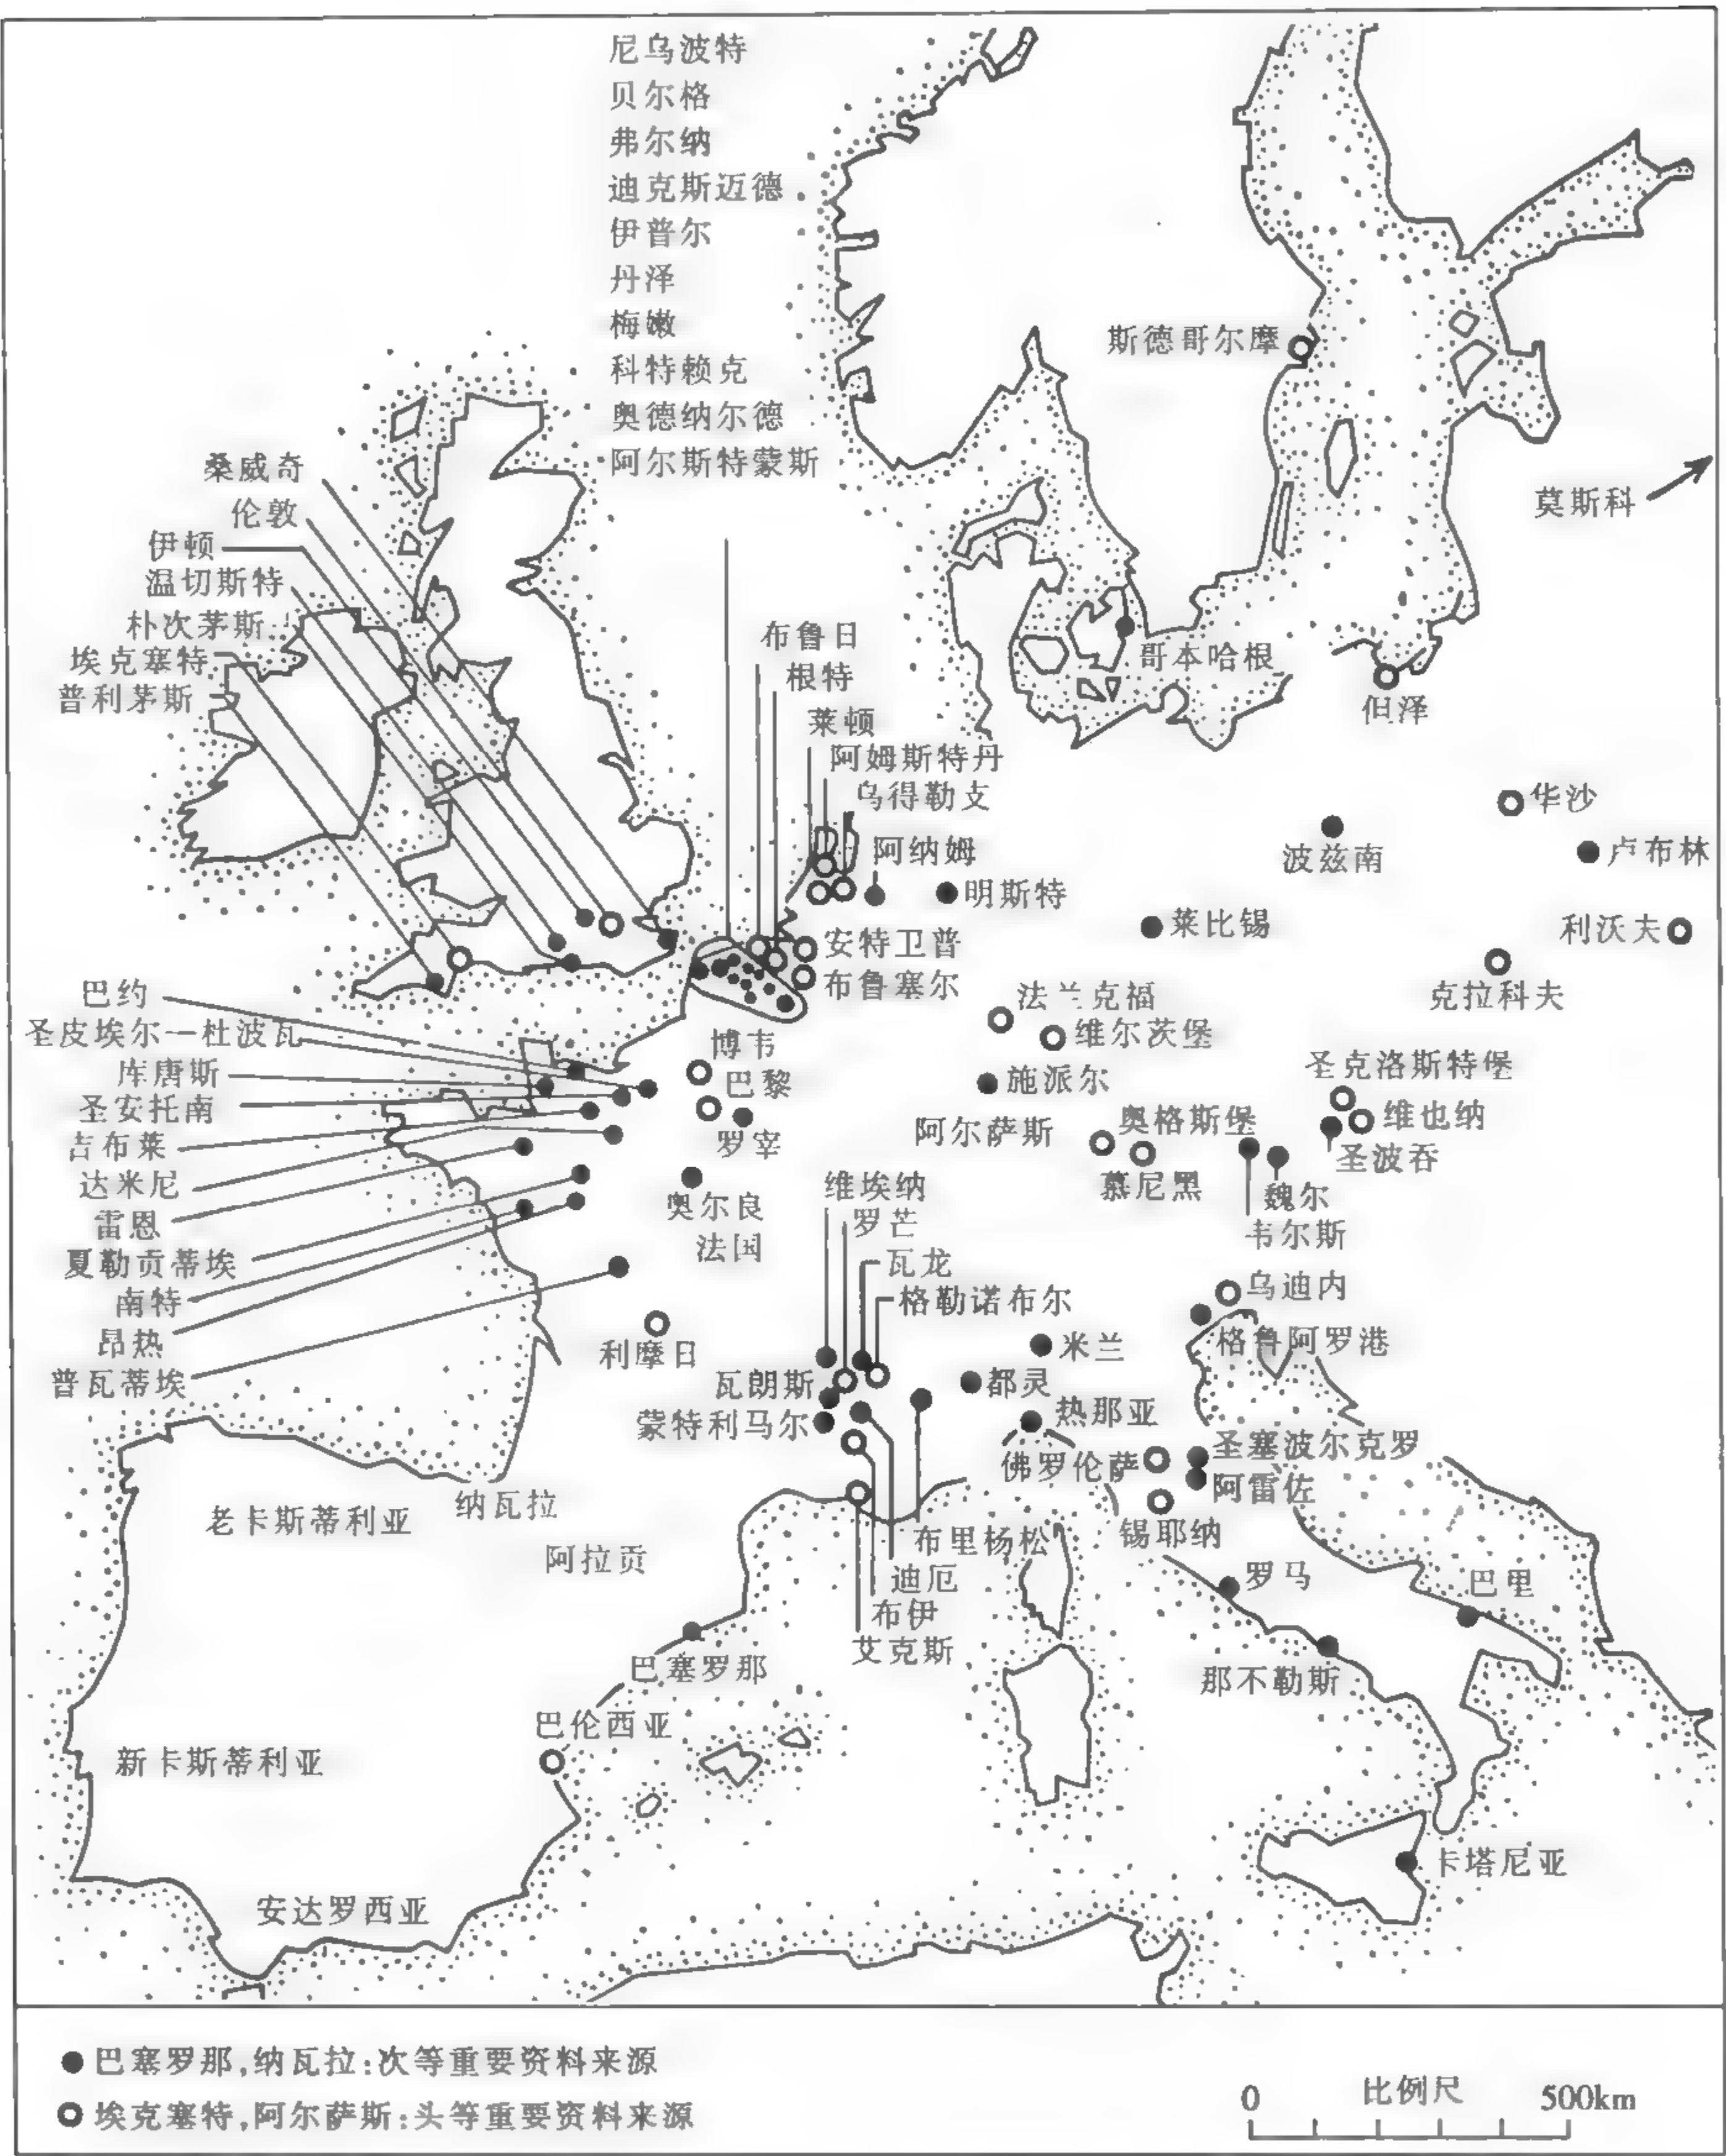 尼乌波特
贝尔格
弗尔纳
迪克斯迈德
伊普尔
丹泽
梅嫩
科特赖克
奥德纳尔德
阿尔斯特蒙斯
斯德哥尔摩
莫斯科
桑威奇
伦敦
伊顿
温切斯特
朴次茅斯
埃克塞特
普利茅斯
布鲁日
根特
莱顿
阿姆斯特丹
乌得勒支
阿纳姆
明斯特
哥本哈根
但泽
华沙
波兹南
卢布林
莱比锡
利沃夫
克拉科夫
安特卫普
布鲁塞尔
法兰克福
维尔茨堡
施派尔
圣克洛斯特堡
维也纳
圣波吞
阿尔萨斯
奥格斯堡
慕尼黑
魏尔
韦尔斯
巴约
圣皮埃尔—杜波瓦
库唐斯
圣安托南
吉布莱
达米尼
雷恩
夏勒贡蒂埃
南特
昂热
普瓦蒂埃
博韦
巴黎
罗宰
奥尔良
法国
利摩日
维埃纳
罗芒
瓦龙
格勒诺布尔
瓦朗斯
蒙特利马尔
米兰
都灵
热那亚
乌迪内
格鲁阿罗港
佛罗伦萨
圣塞波尔克罗
阿雷佐
锡耶纳
布里杨松
迪厄
布伊
艾克斯
罗马
巴里
那不勒斯
老卡斯蒂利亚
纳瓦拉
阿拉贡
巴塞罗那
巴伦西亚
新卡斯蒂利亚
安达罗西亚
卡塔尼亚
巴塞罗那,纳瓦拉:次等重要资料来源
埃克塞特,阿尔萨斯:头等重要资料来源
0 比例尺 500km